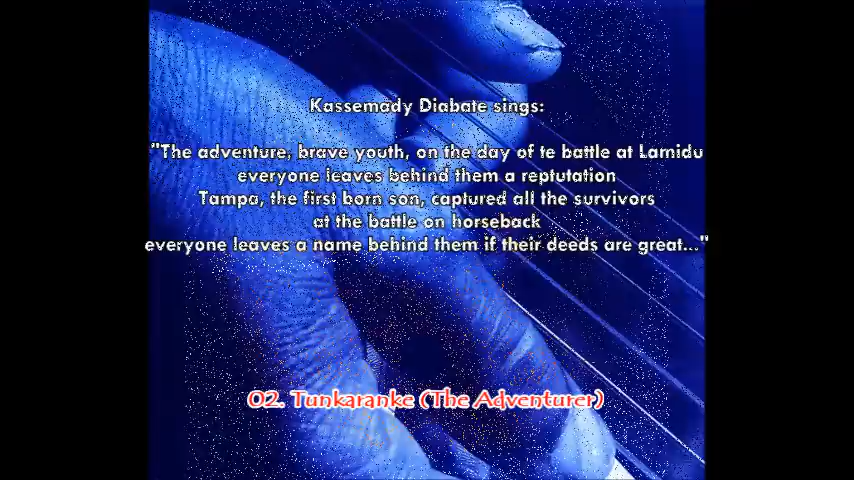 Kassemady Diabate sings:
"The adventure, brave youth, on the day of te battle at Lamidu
everyone leaves behind them a reptutation
Tampa, the first born son, captured all the survivors
at the battle on horseback
everyone leaves a name behind them if their deeds are great..."
02. Tunkaranke (The Adventurer)